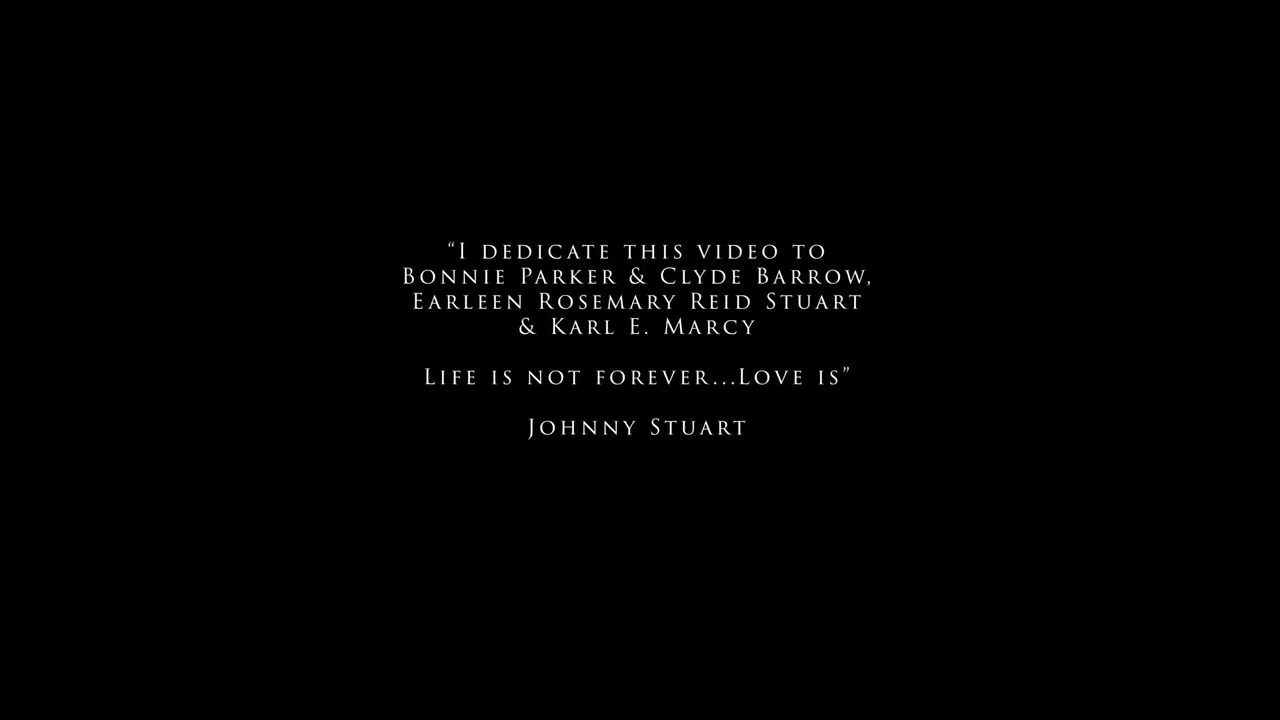 “I dedicate this video to
Bonnie Parker & Clyde Barrow,
Earleen Rosemary Reid Stuart
& Karl E. Marcy
Life is not forever...Love is”
Johnny Stuart